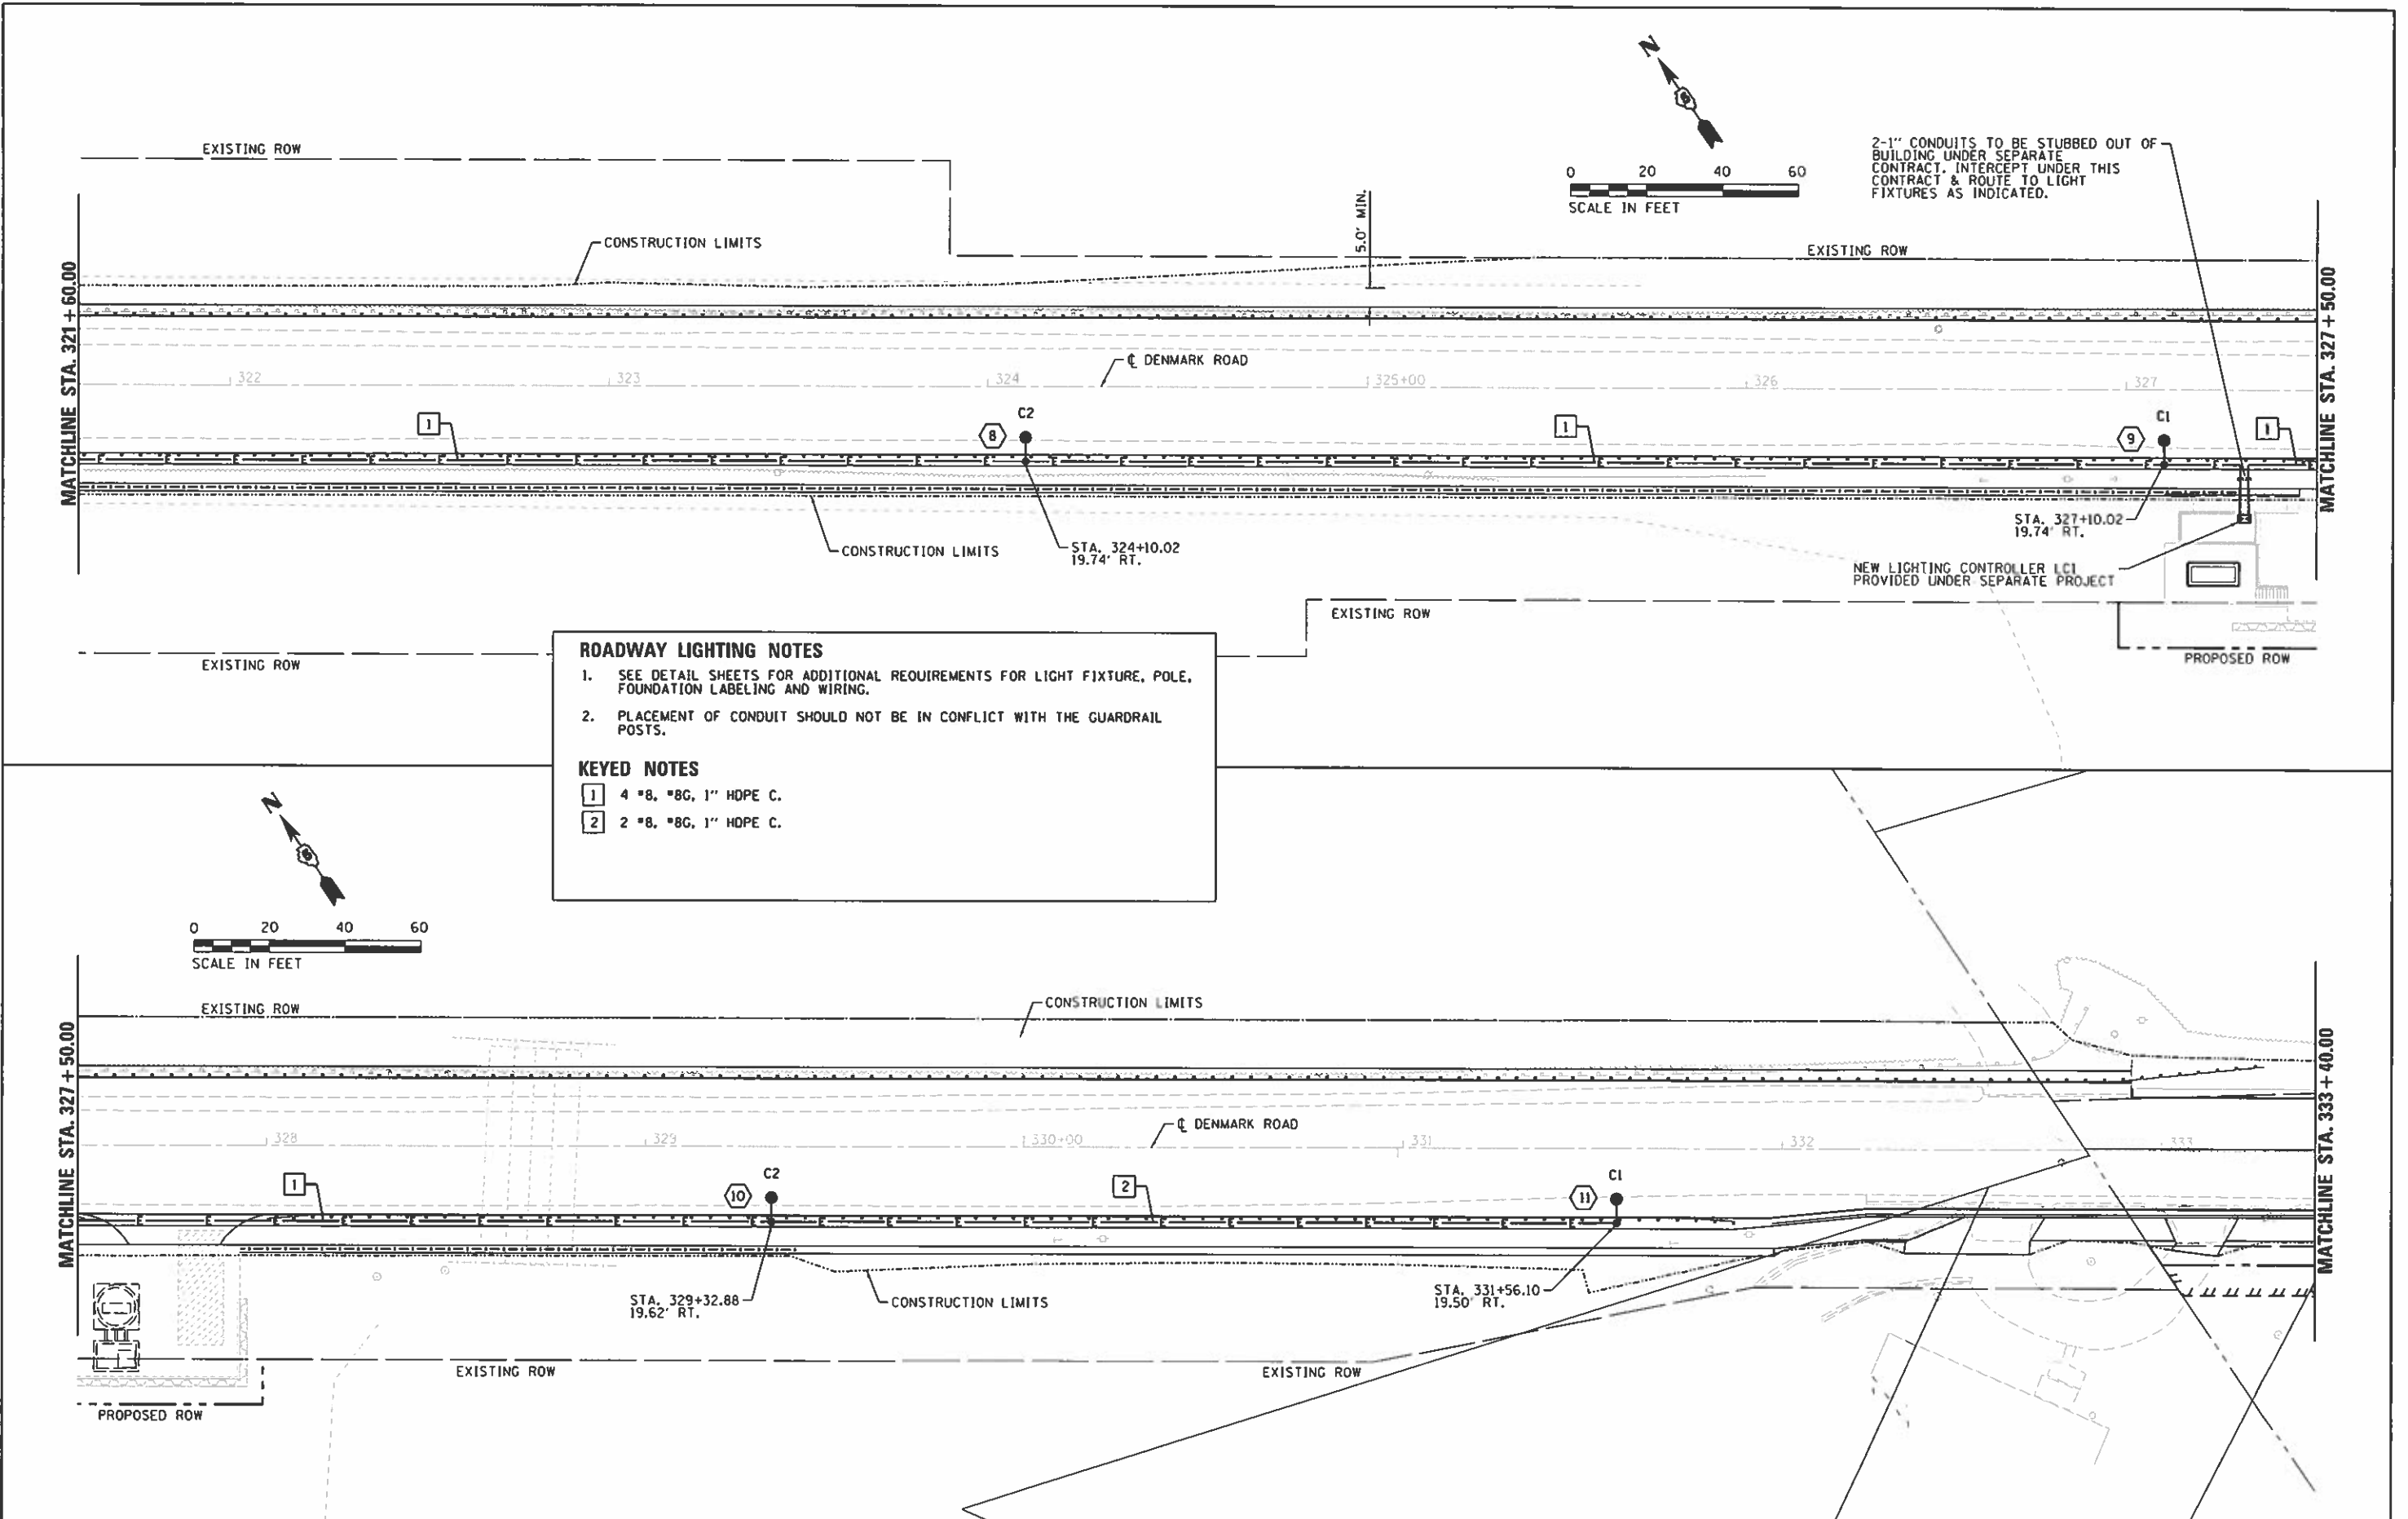 N
6
2-1" CONDUITS TO BE STUBBED OUT OF
BUILDING UNDER SEPARATE
CONTRACT. INTERCEPT UNDER THIS
CONTRACT & ROUTE TO LIGHT
FIXTURES AS INDICATED.
0 20 40 60
SCALE IN FEET
EXISTING ROW
CONSTRUCTION LIMITS
5.0' MIN.
EXISTING ROW
MATCHLINE STA. 321 + 60.00
MATCHLINE STA. 327 + 50.00
℄ DENMARK ROAD
322 323 324 325+00 326 327
1
8
C2
1
9
C1
1
CONSTRUCTION LIMITS
STA. 324+10.02
19.74' RT.
STA. 327+10.02
19.74' RT.
NEW LIGHTING CONTROLLER LC1
PROVIDED UNDER SEPARATE PROJECT
EXISTING ROW
EXISTING ROW
PROPOSED ROW
ROADWAY LIGHTING NOTES
1. SEE DETAIL SHEETS FOR ADDITIONAL REQUIREMENTS FOR LIGHT FIXTURE, POLE,
FOUNDATION LABELING AND WIRING.
2. PLACEMENT OF CONDUIT SHOULD NOT BE IN CONFLICT WITH THE GUARDRAIL
POSTS.
KEYED NOTES
1 4 #8, #8G, 1" HDPE C.
2 2 #8, #8G, 1" HDPE C.
N
6
0 20 40 60
SCALE IN FEET
EXISTING ROW
CONSTRUCTION LIMITS
MATCHLINE STA. 327 + 50.00
MATCHLINE STA. 333 + 40.00
℄ DENMARK ROAD
328 329 330+00 331 332 333
1
10
C2
2
11
C1
STA. 329+32.88
19.62' RT.
CONSTRUCTION LIMITS
STA. 331+56.10
19.50' RT.
EXISTING ROW
EXISTING ROW
PROPOSED ROW